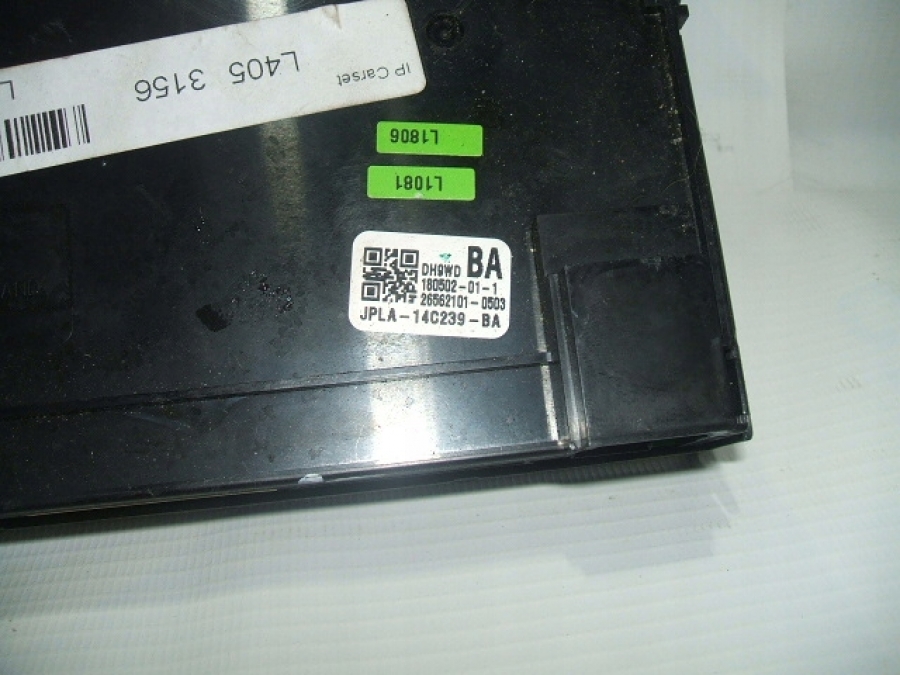 IP Carset
L405 3156
L1806
L1081
DH9WD BA
180502-01-1
26562101-0503
JPLA-14C239-BA